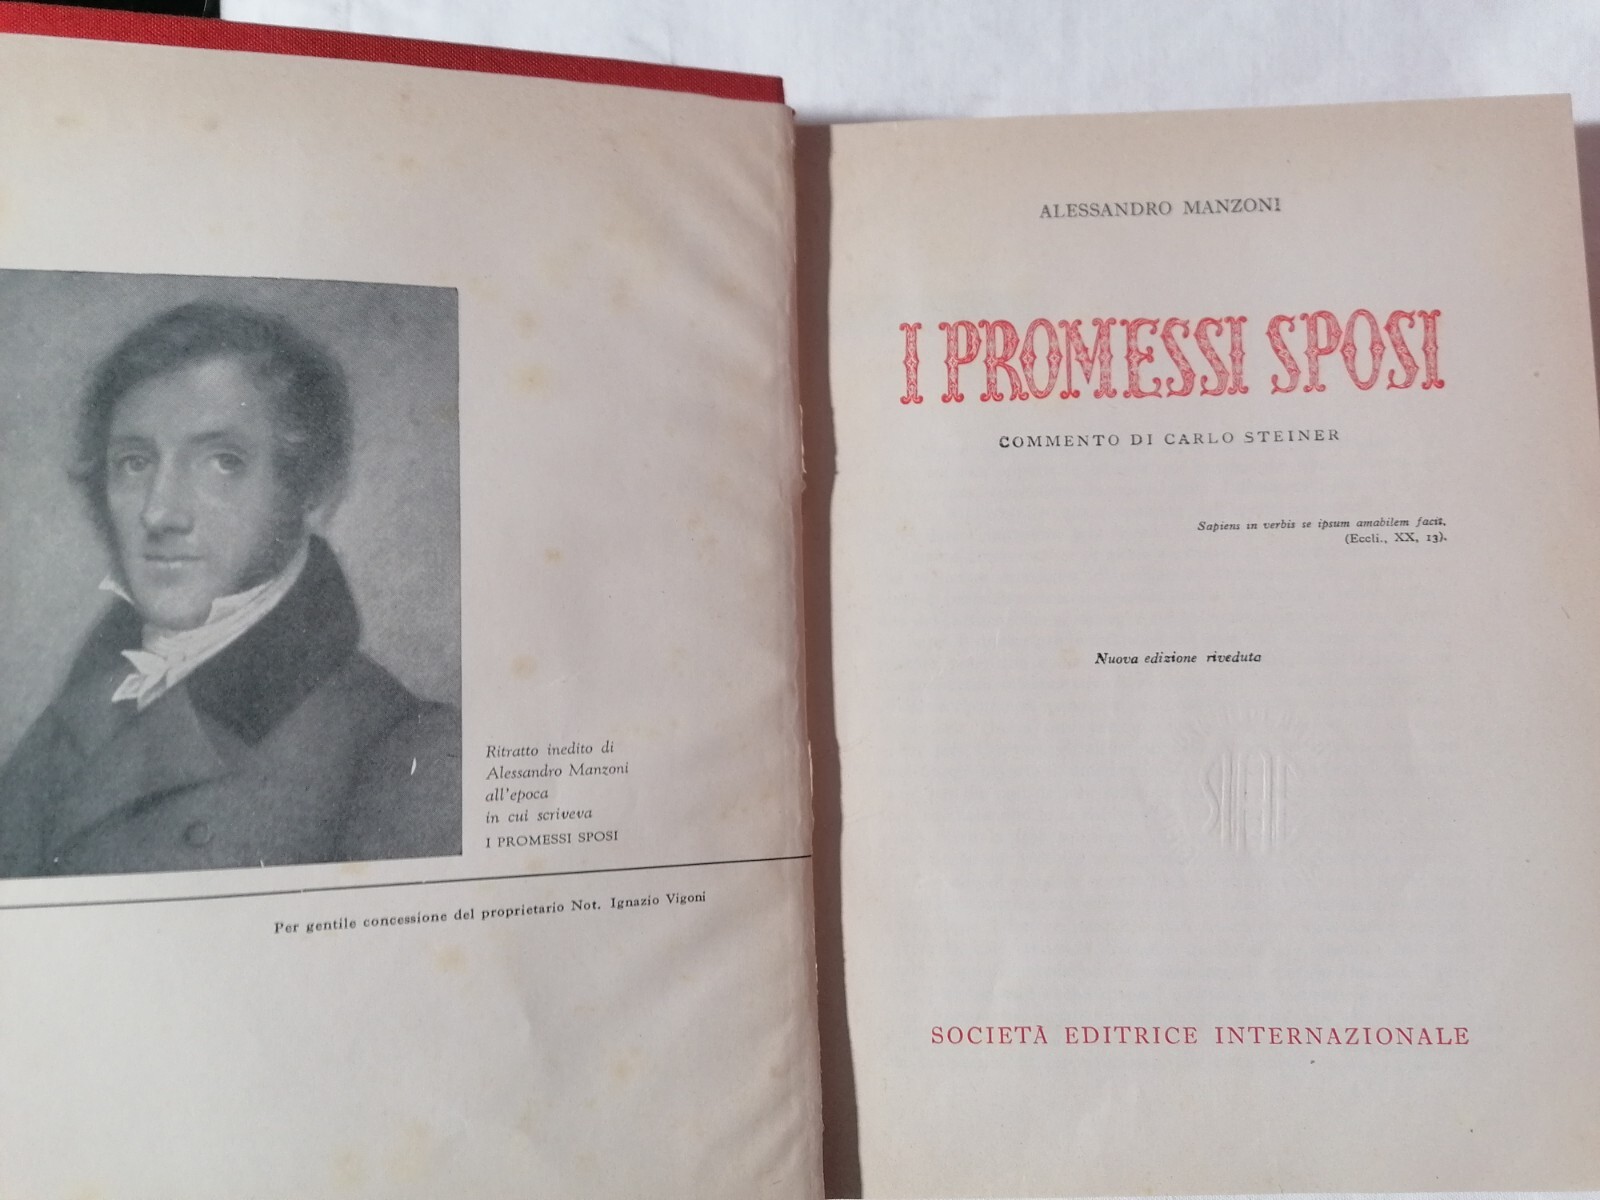 Ritratto inedito di
Alessandro Manzoni
all'epoca
in cui scriveva
I PROMESSI SPOSI
Per gentile concessione del proprietario Not. Ignazio Vigoni
ALESSANDRO MANZONI
I PROMESSI SPOSI
COMMENTO DI CARLO STEINER
Sapiens in verbis se ipsum amabilem facit.
(Eccli., XX, 13).
Nuova edizione riveduta
SOCIETÀ EDITRICE INTERNAZIONALE